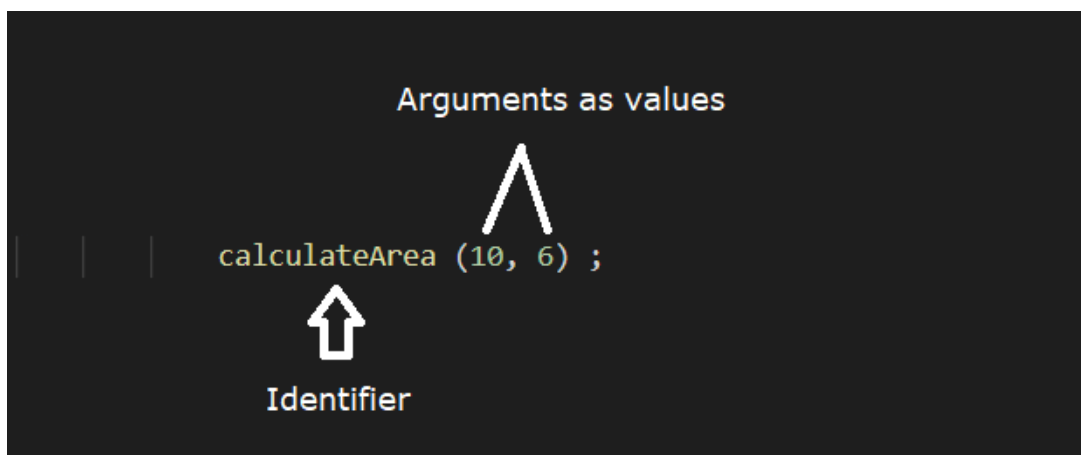 Arguments as values
calculateArea (10, 6) ;
Identifier